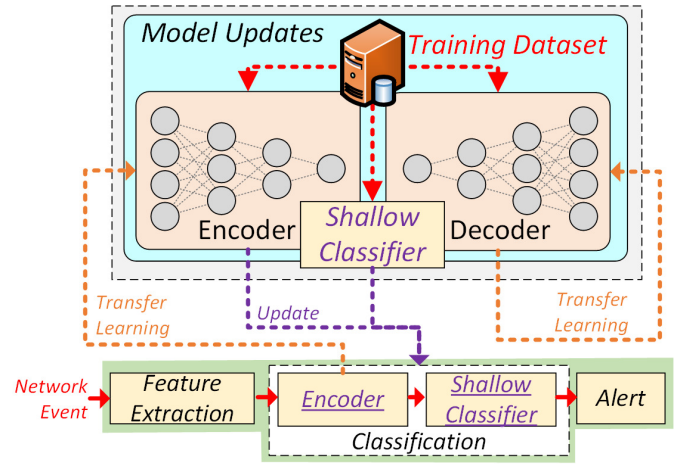 Model Updates
Training Dataset
Encoder
Shallow
Classifier
Decoder
Transfer
Learning
Update
Transfer
Learning
Network
Event
Feature
Extraction
Encoder
Shallow
Classifier
Alert
Classification